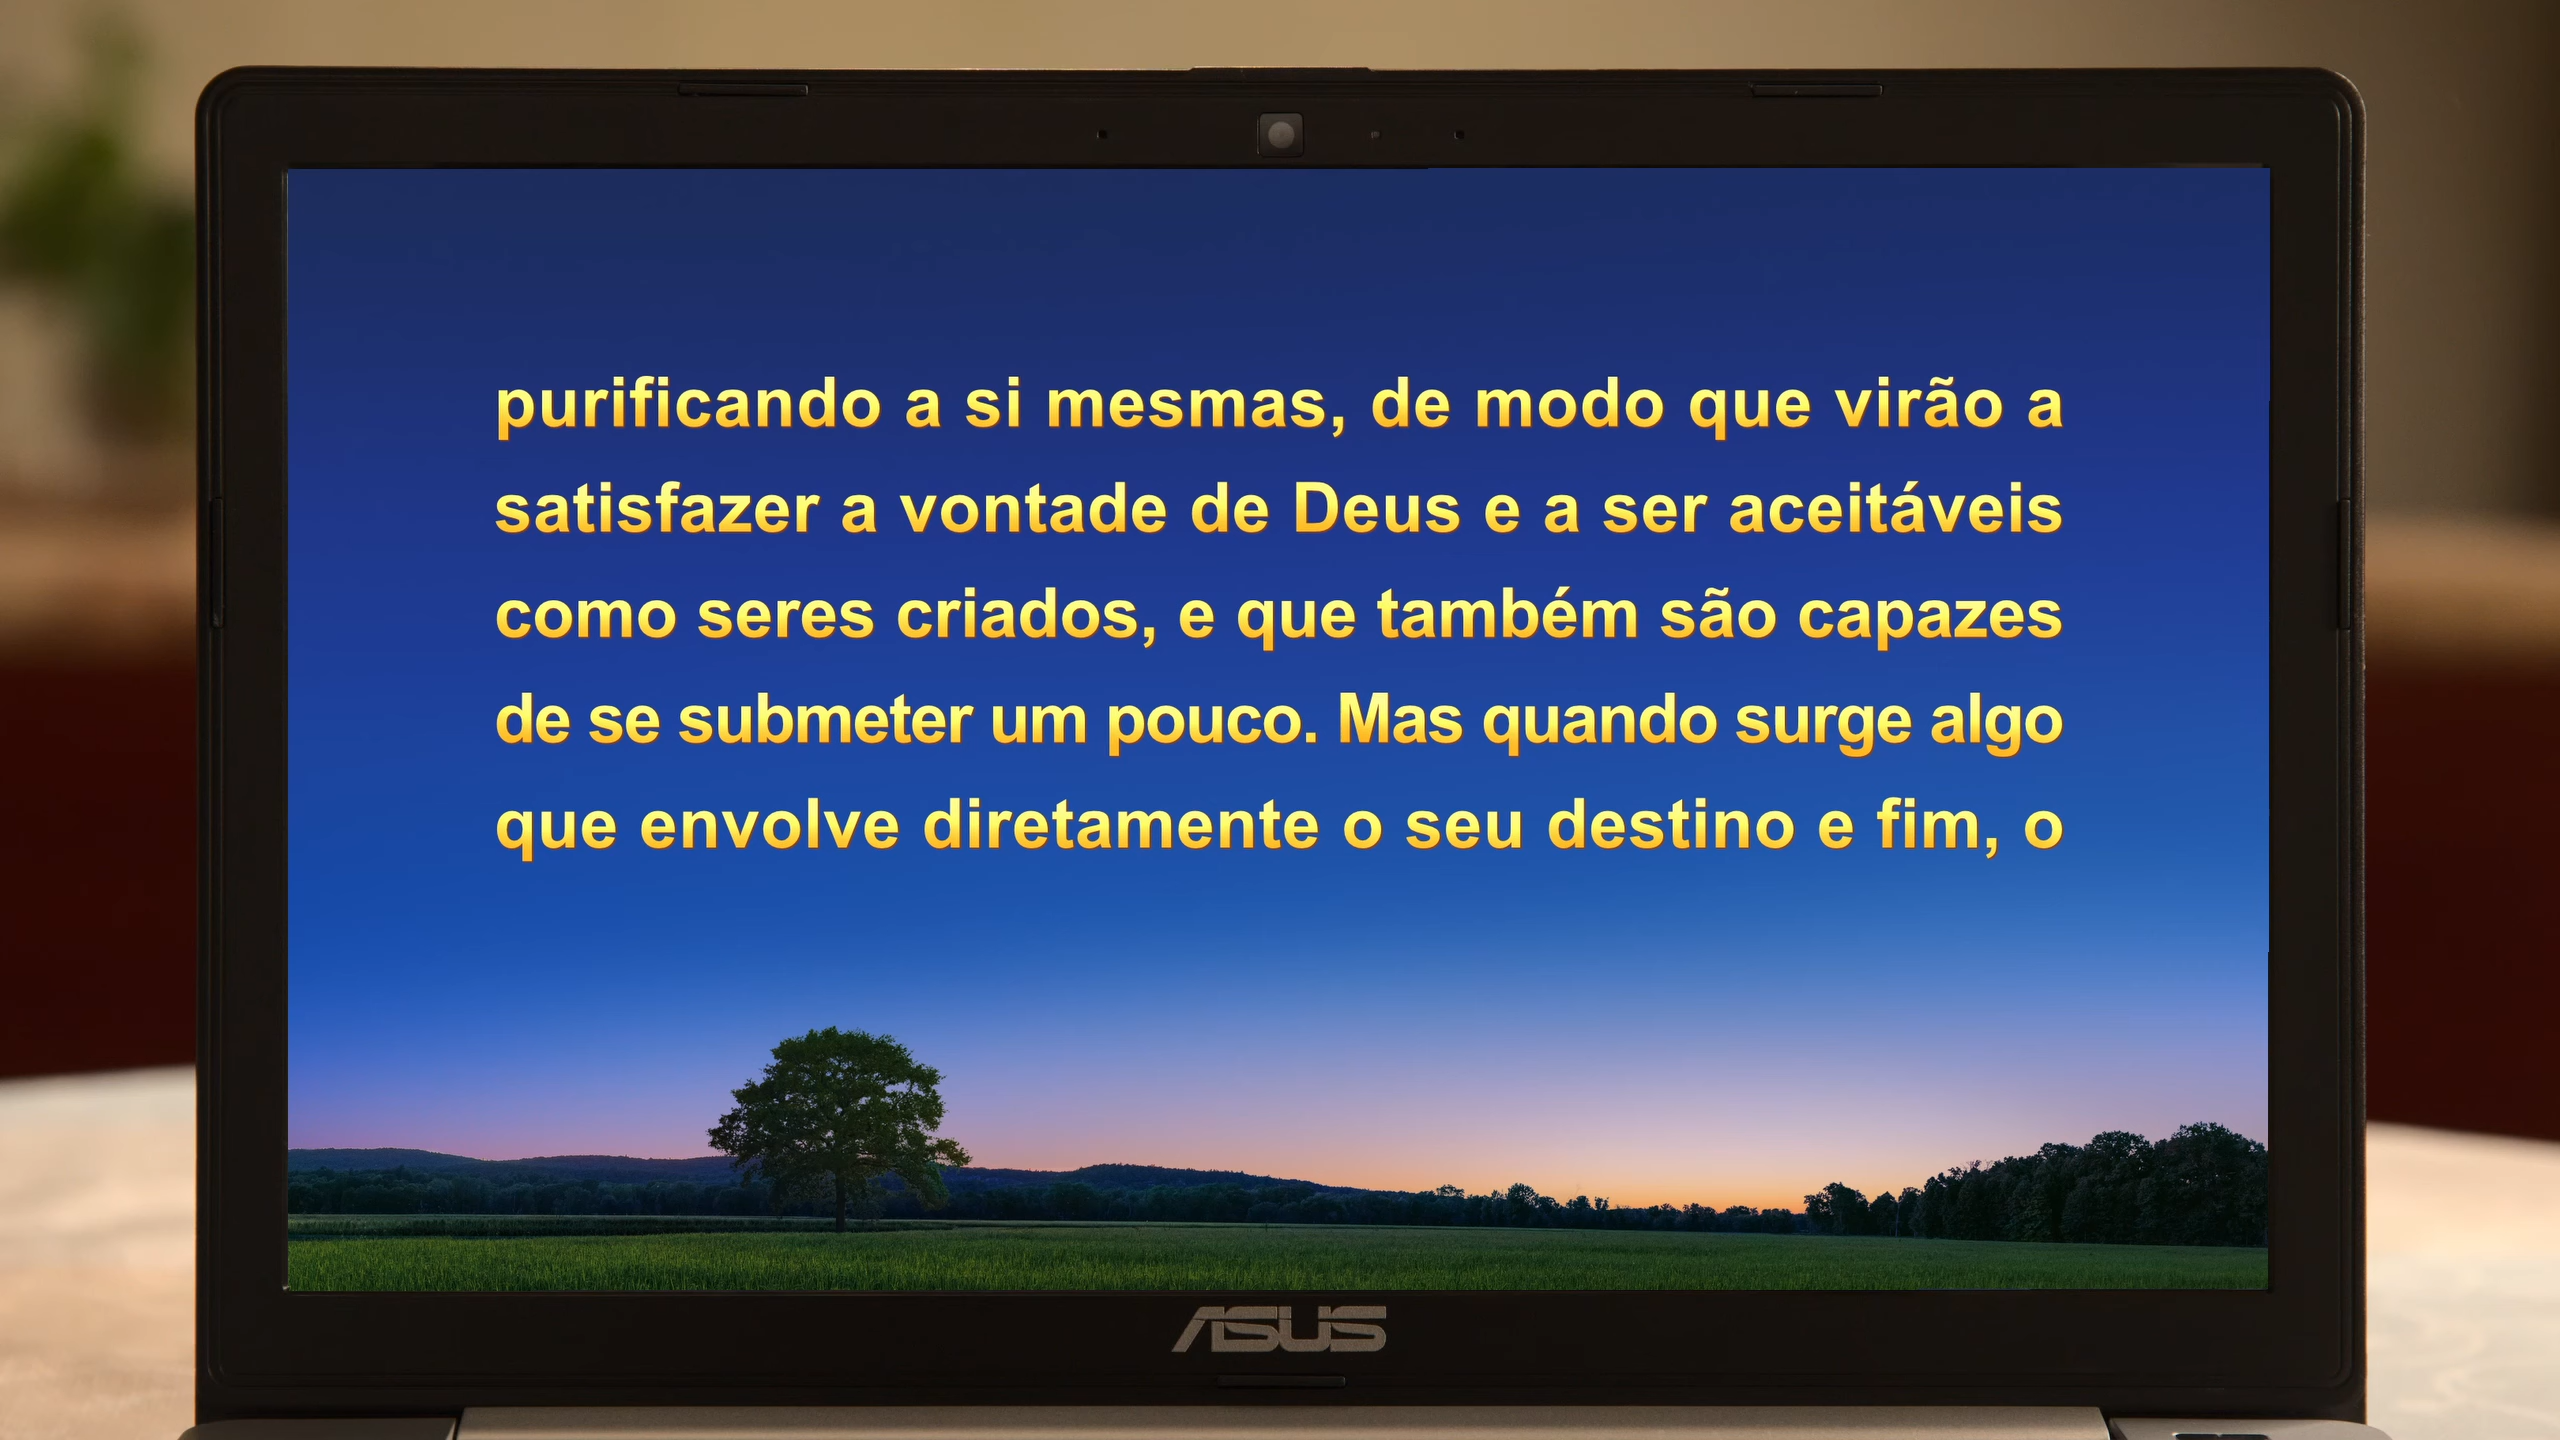 purificando a si mesmas, de modo que virão a
satisfazer a vontade de Deus e a ser aceitáveis
como seres criados, e que também são capazes
de se submeter um pouco. Mas quando surge algo
que envolve diretamente o seu destino e fim, o
ASUS